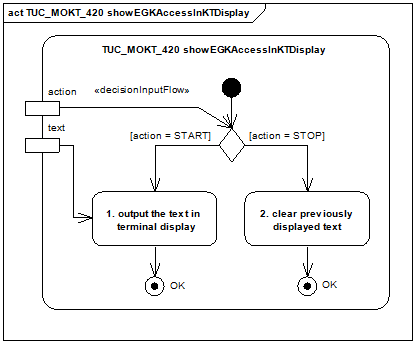 act TUC_MOKT_420 showEGKAccessInKTDisplay
TUC_MOKT_420 showEGKAccessInKTDisplay
action
«decisionInputFlow»
text
[action = START]
[action = STOP]
1. output the text in
terminal display
2. clear previously
displayed text
OK
OK